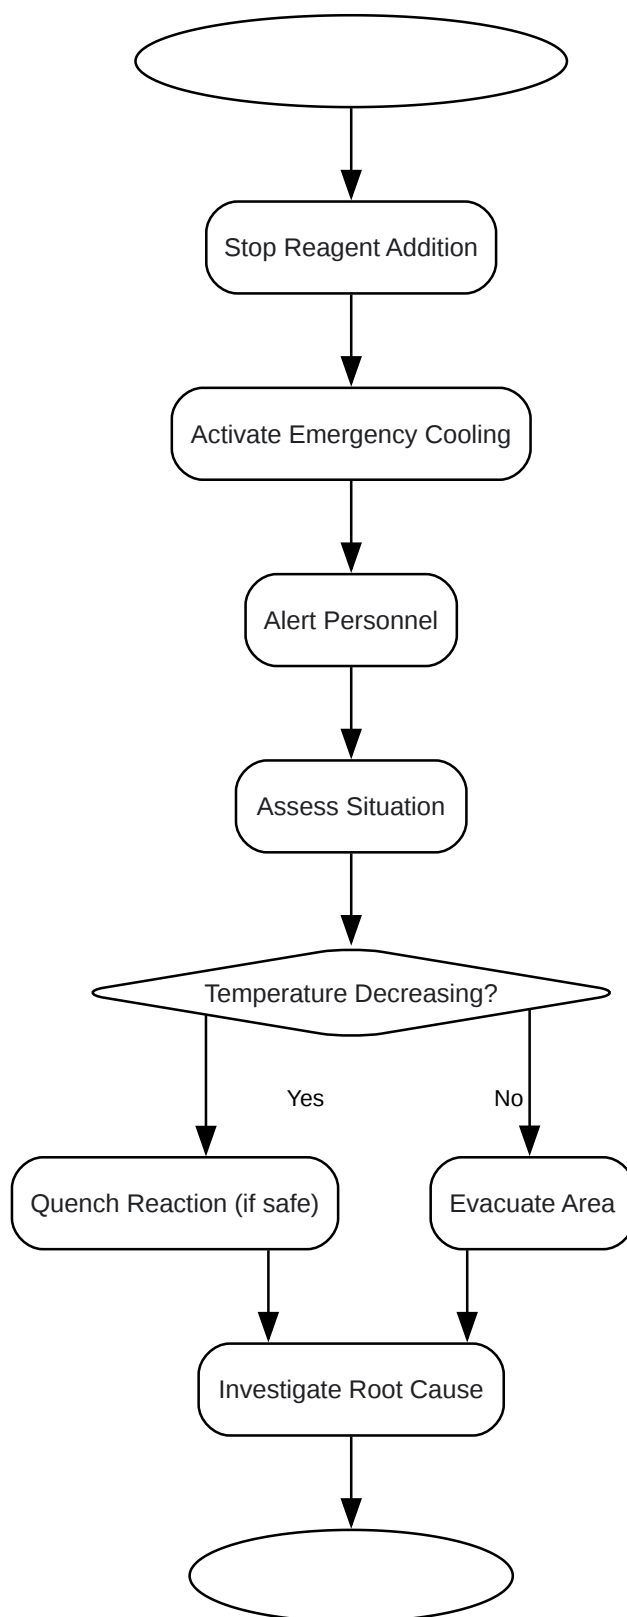 Stop Reagent Addition
Activate Emergency Cooling
Alert Personnel
Assess Situation
Temperature Decreasing?
Yes
No
Quench Reaction (if safe)
Evacuate Area
Investigate Root Cause